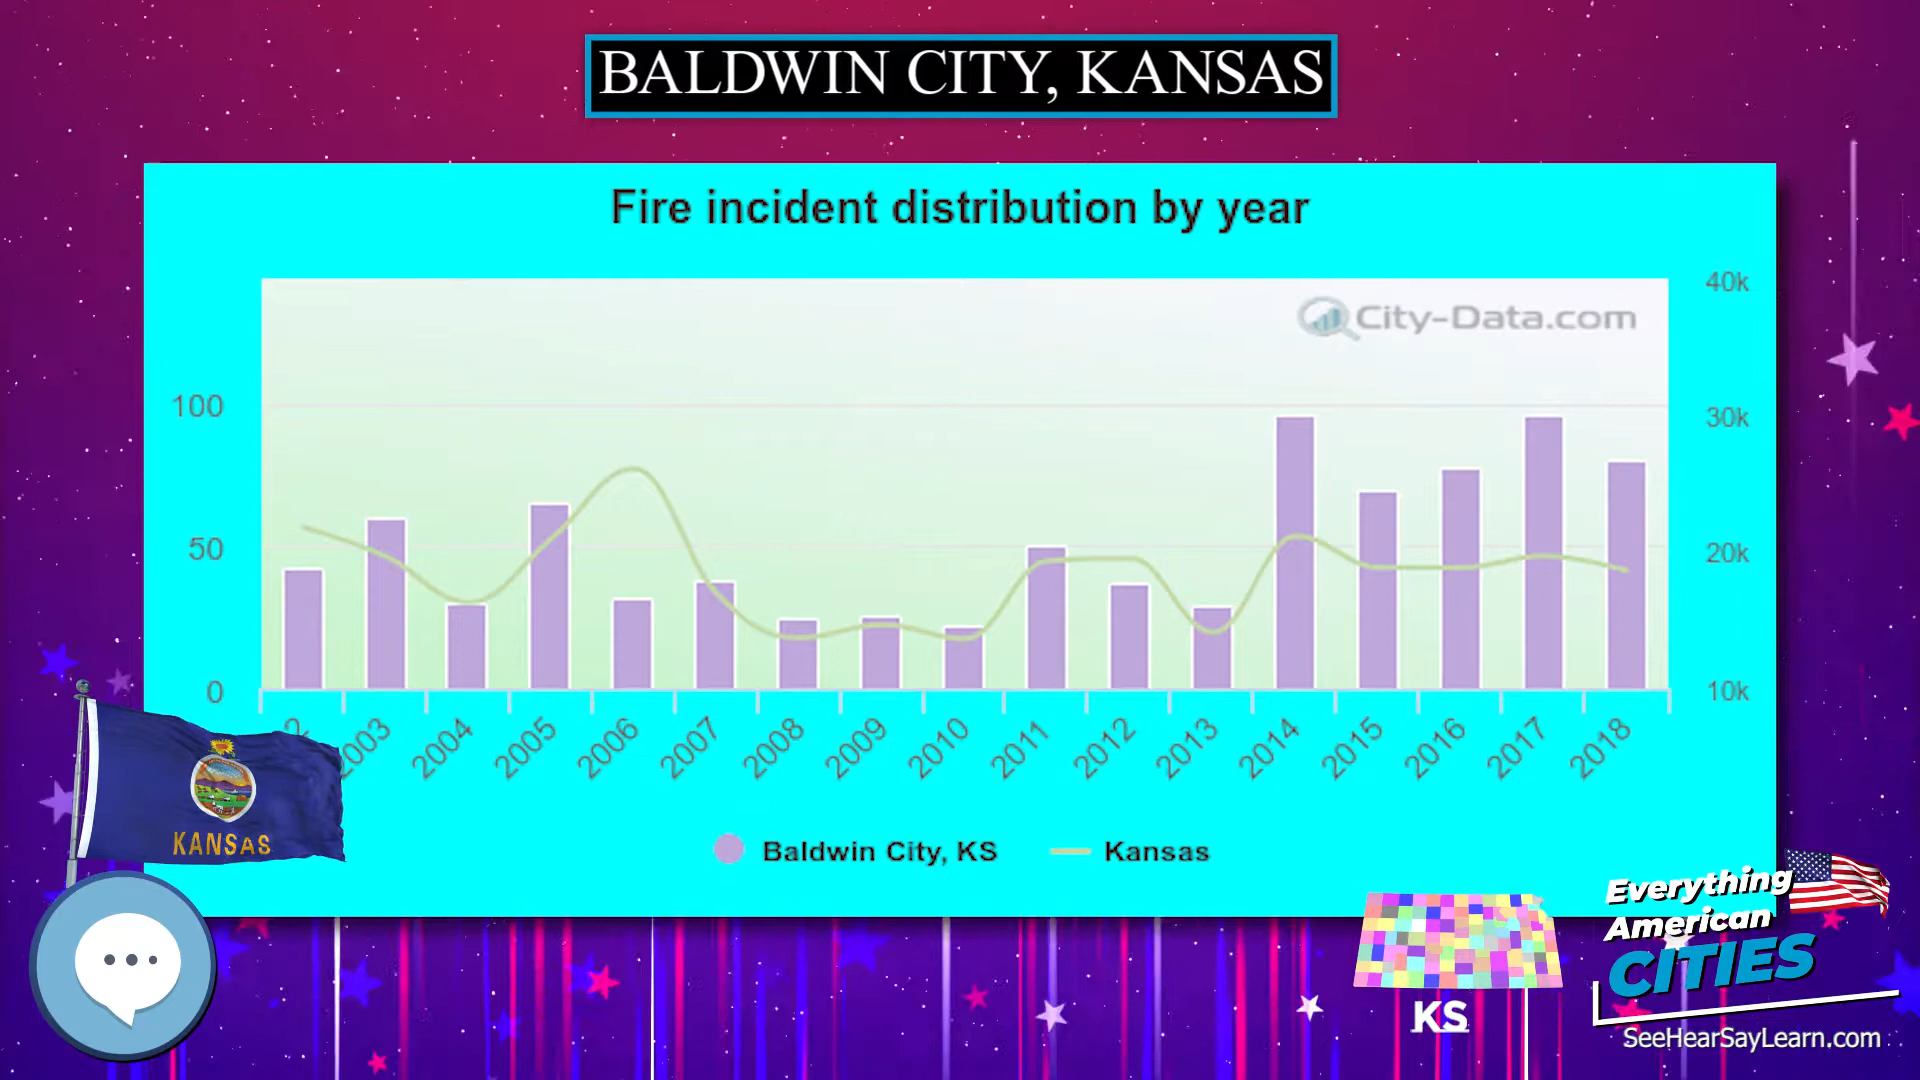 BALDWIN CITY, KANSAS
Fire incident distribution by year
City-Data.com
40k
100
30k
50
20k
0
10k
2 2003 2004 2005 2006 2007 2008 2009 2010 2011 2012 2013 2014 2015 2016 2017 2018
KANSAS
Baldwin City, KS Kansas
Everything
American
CITIES
KS
SeeHearSayLearn.com